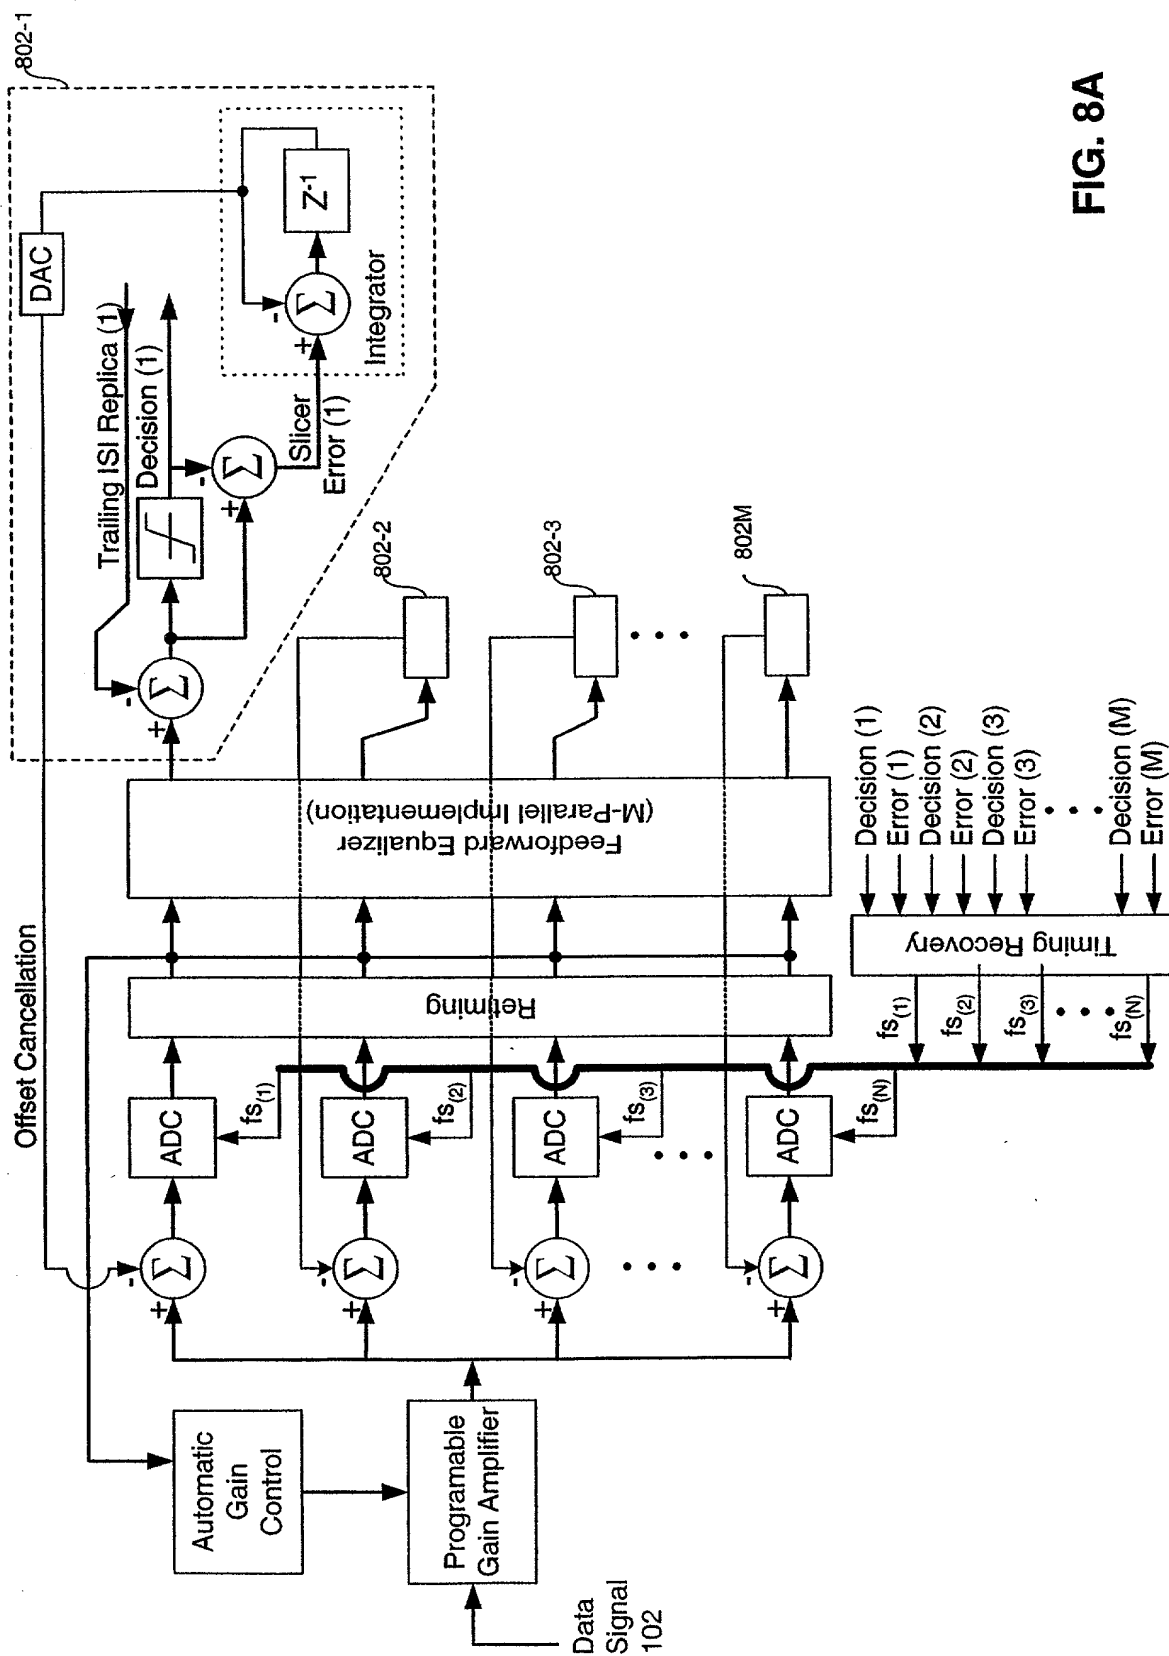 802-1
DAC
Trailing ISI Replica (1)
Decision (1)
-
+
Σ
-
+
Σ
Slicer
Error (1)
-
+
Σ
Z-1
Integrator
802-2
802-3
802M
Offset Cancellation
Feedforward Equalizer
(M-Parallel Implementation)
Retiming
ADC
fs(1)
ADC
fs(2)
ADC
fs(3)
ADC
fs(N)
-
+
Σ
-
+
Σ
-
+
Σ
-
+
Σ
Automatic
Gain
Control
Programable
Gain Amplifier
Data
Signal
102
Timing Recovery
Decision (1)
Error (1)
Decision (2)
Error (2)
Decision (3)
Error (3)
Decision (M)
Error (M)
fs(1)
fs(2)
fs(3)
fs(N)
FIG. 8A